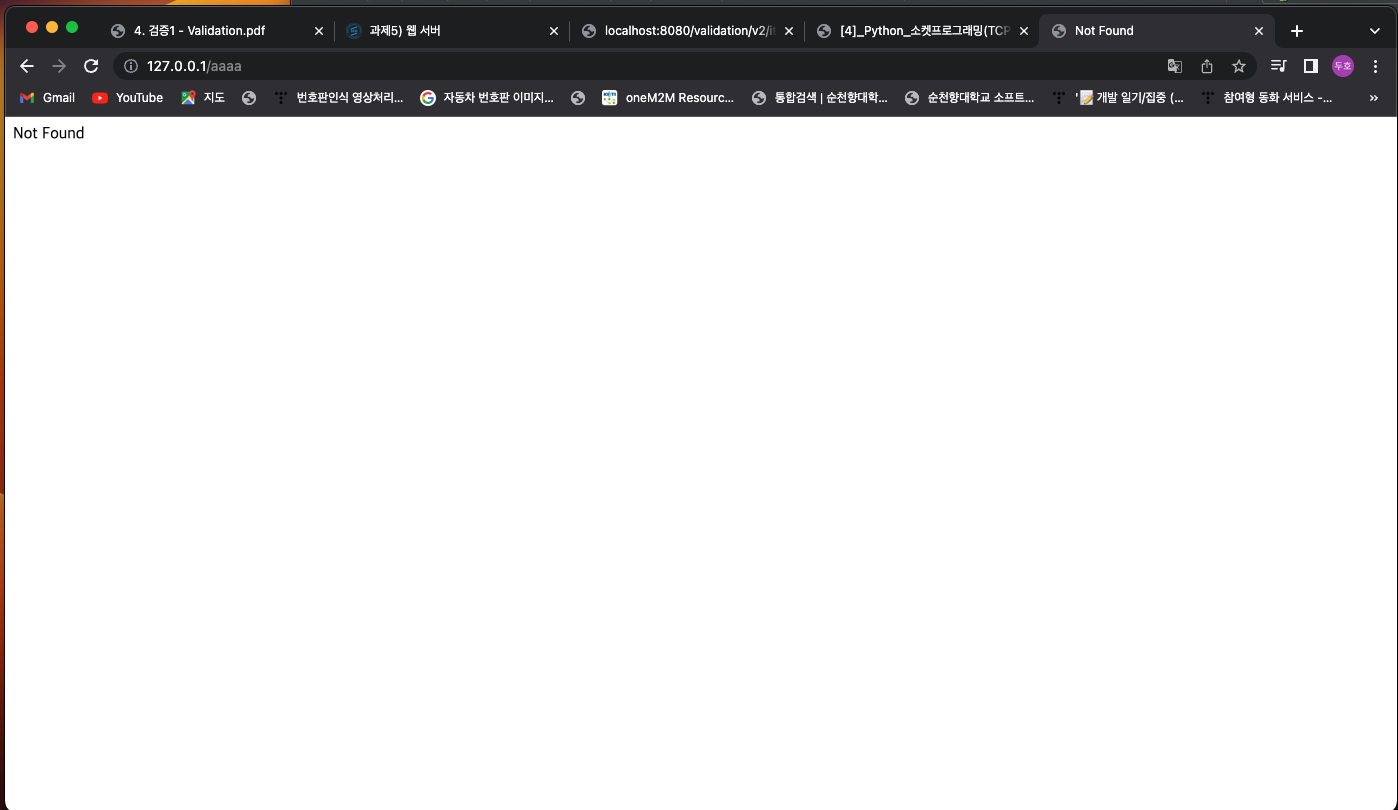 4. 검증1 - Validation.pdf
과제5) 웹 서버
localhost:8080/validation/v2/it
[4]_Python_소켓프로그래밍(TCP
Not Found
127.0.0.1/aaaa
두호
Gmail
YouTube
지도
번호판인식 영상처리...
자동차 번호판 이미지...
oneM2M Resourc...
통합검색 | 순천향대학...
순천향대학교 소프트...
'📝 개발 일기/집중 (...
참여형 동화 서비스 -...
»
Not Found